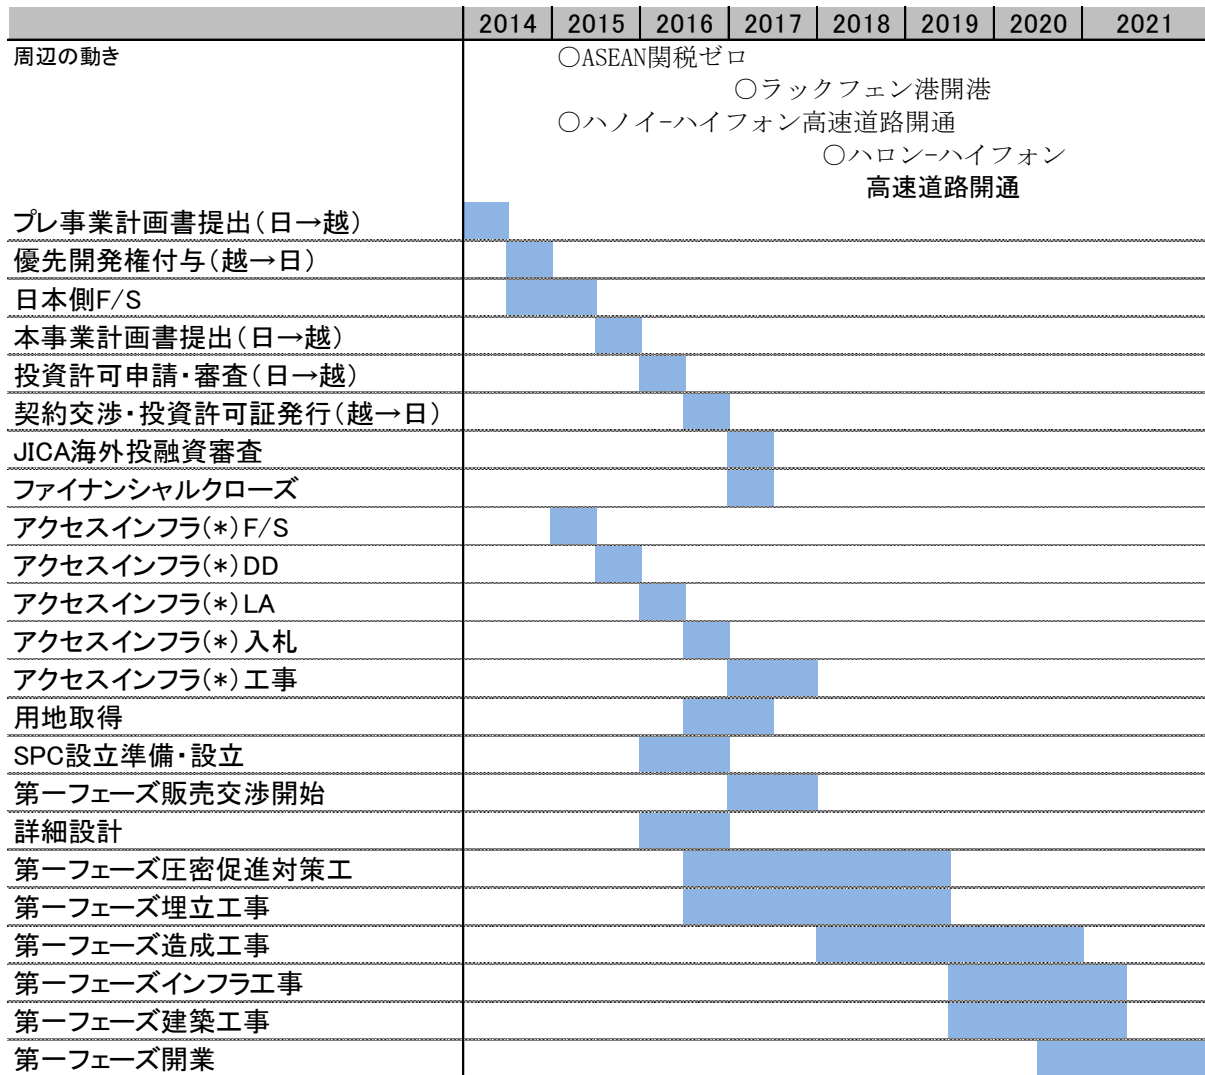 2014 2015 2016 2017 2018 2019 2020 2021
周辺の動き ○ASEAN関税ゼロ
○ラックフェン港開港
○ハノイ-ハイフォン高速道路開通
○ハロン-ハイフォン
高速道路開通
プレ事業計画書提出(日→越)
優先開発権付与(越→日)
日本側F/S
本事業計画書提出(日→越)
投資許可申請・審査(日→越)
契約交渉・投資許可証発行(越→日)
JICA海外投融資審査
ファイナンシャルクローズ
アクセスインフラ(*)F/S
アクセスインフラ(*)DD
アクセスインフラ(*)LA
アクセスインフラ(*)入札
アクセスインフラ(*)工事
用地取得
SPC設立準備・設立
第一フェーズ販売交渉開始
詳細設計
第一フェーズ圧密促進対策工
第一フェーズ埋立工事
第一フェーズ造成工事
第一フェーズインフラ工事
第一フェーズ建築工事
第一フェーズ開業